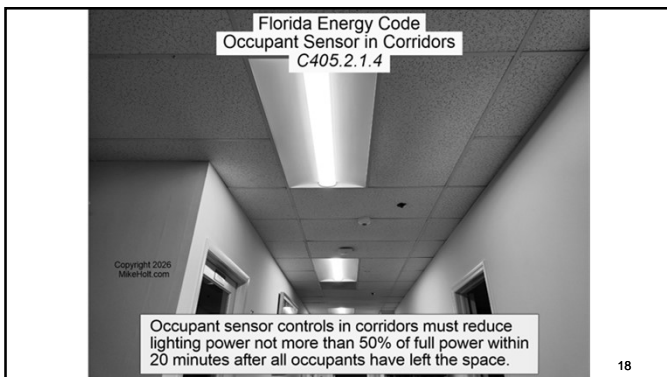 Florida Energy Code
Occupant Sensor in Corridors
C405.2.1.4
Copyright 2026
MikeHolt.com
Occupant sensor controls in corridors must reduce
lighting power not more than 50% of full power within
20 minutes after all occupants have left the space.
18